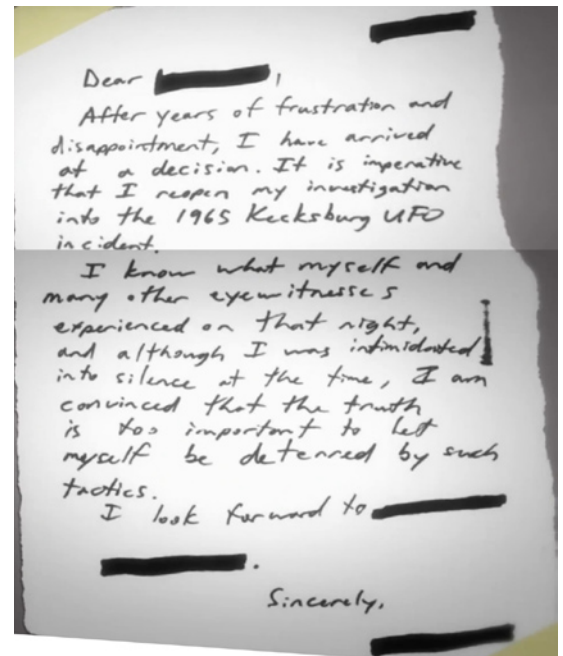 Dear
,
After years of frustration and
disappointment, I have arrived
at a decision. It is imperative
that I reopen my investigation
into the 1965 Kecksburg UFO
incident.
I know what myself and
many other eyewitnesses
experienced on that night,
and although I was intimidated
into silence at the time, I am
convinced that the truth
is too important to let
myself be deterred by such
tactics.
I look forward to
.
Sincerely,